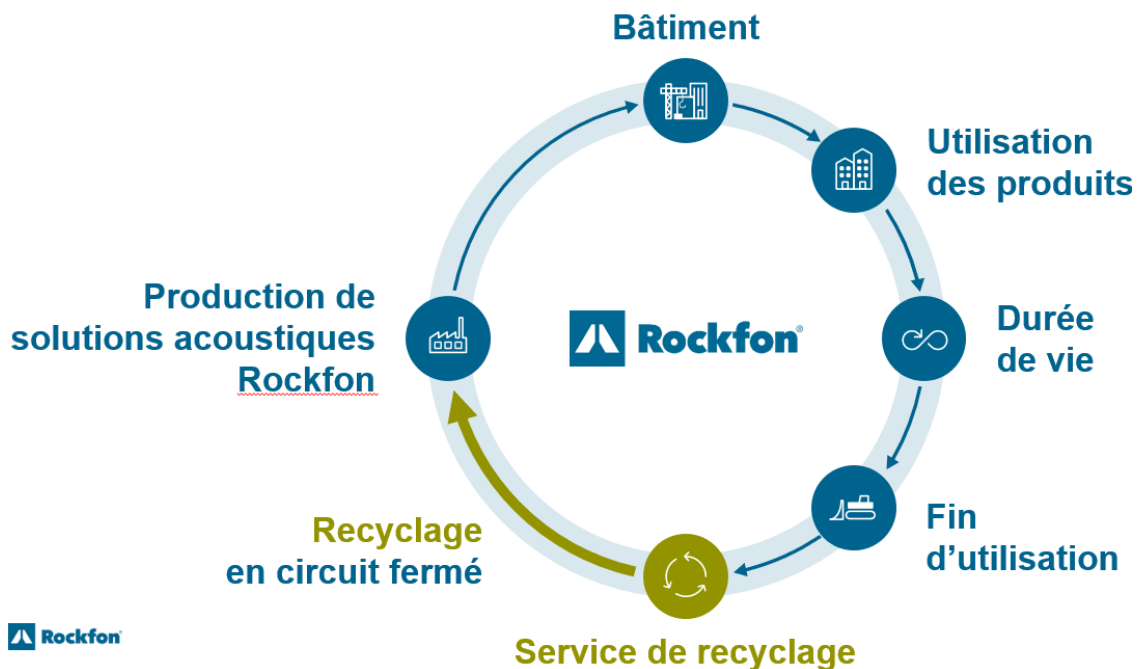 Bâtiment
Utilisation
des produits
Production de
solutions acoustiques
Rockfon
Rockfon®
Durée
de vie
Fin
d’utilisation
Recyclage
en circuit fermé
Rockfon®
Service de recyclage